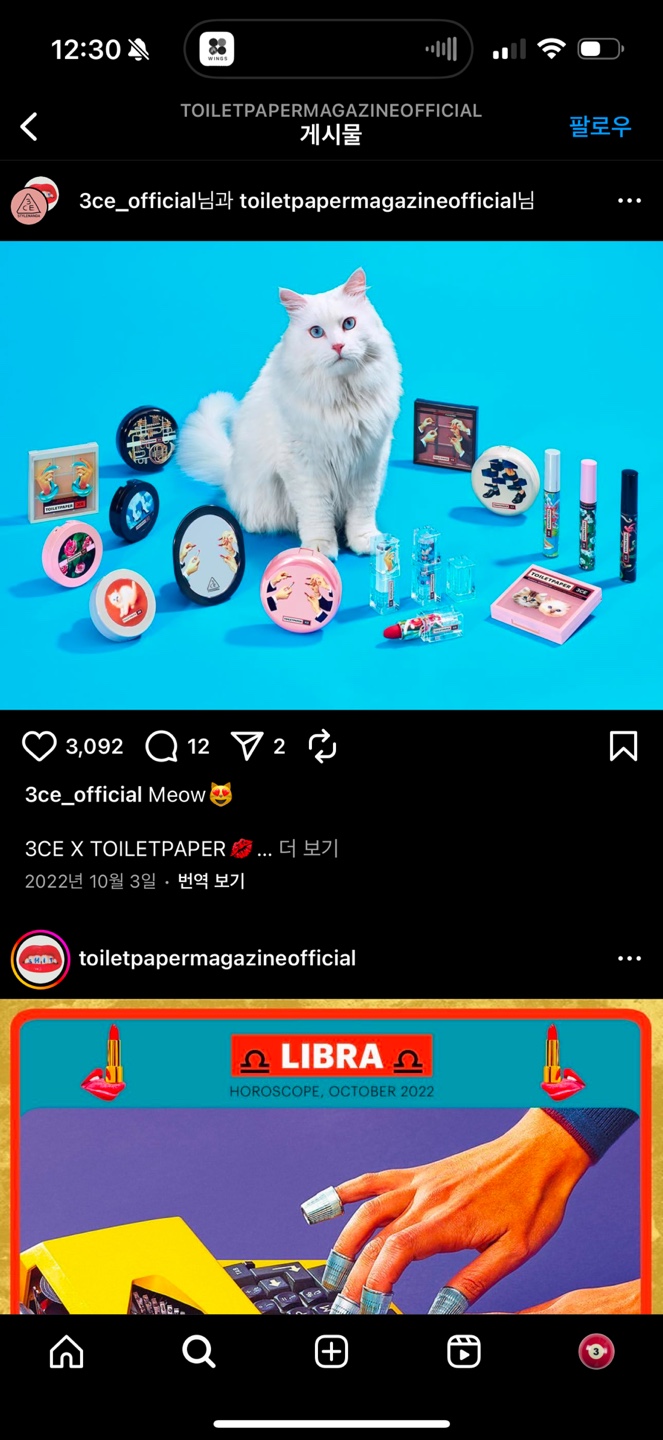 12:30
WINGS
TOILETPAPERMAGAZINEOFFICIAL
게시물
팔로우
3CE
3ce_official님과 toiletpapermagazineofficial님
TOILETPAPER
TOILETPAPER 3CE
3,092
12
2
3ce_official Meow😻
3CE X TOILETPAPER💋... 더 보기
2022년 10월 3일 · 번역 보기
SHIT
toiletpapermagazineofficial
♎ LIBRA ♎
HOROSCOPE, OCTOBER 2022
3